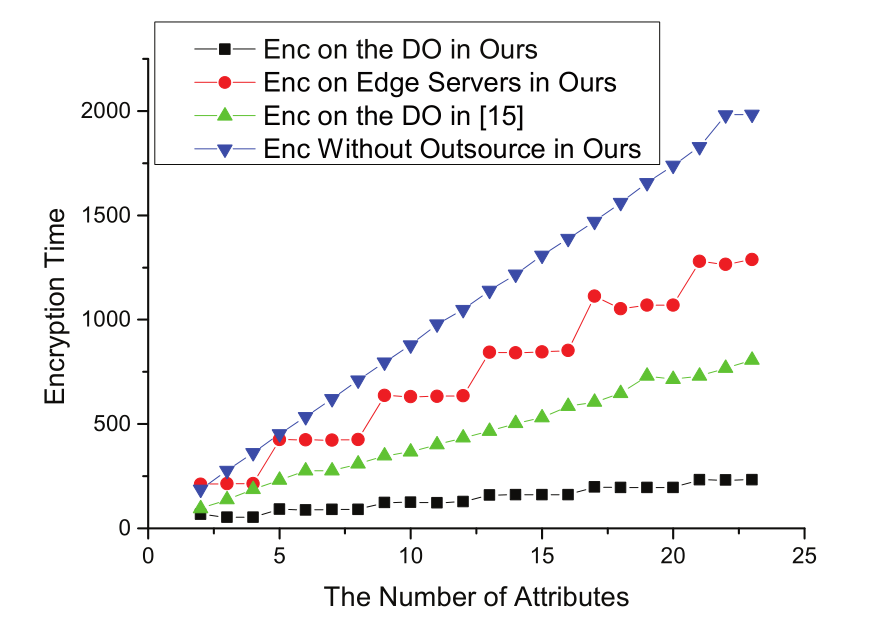 Enc on the DO in Ours
Enc on Edge Servers in Ours
Enc on the DO in [15]
Enc Without Outsource in Ours
2000
1500
1000
500
0
Encryption Time
0 5 10 15 20 25
The Number of Attributes